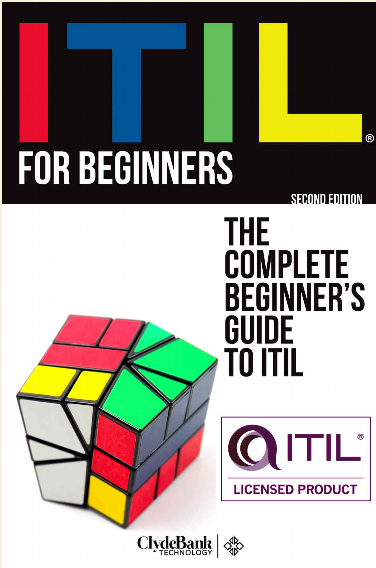 ITIL®
FOR BEGINNERS
SECOND EDITION
THE
COMPLETE
BEGINNER'S
GUIDE
TO ITIL
ITIL®
LICENSED PRODUCT
ClydeBank
TECHNOLOGY